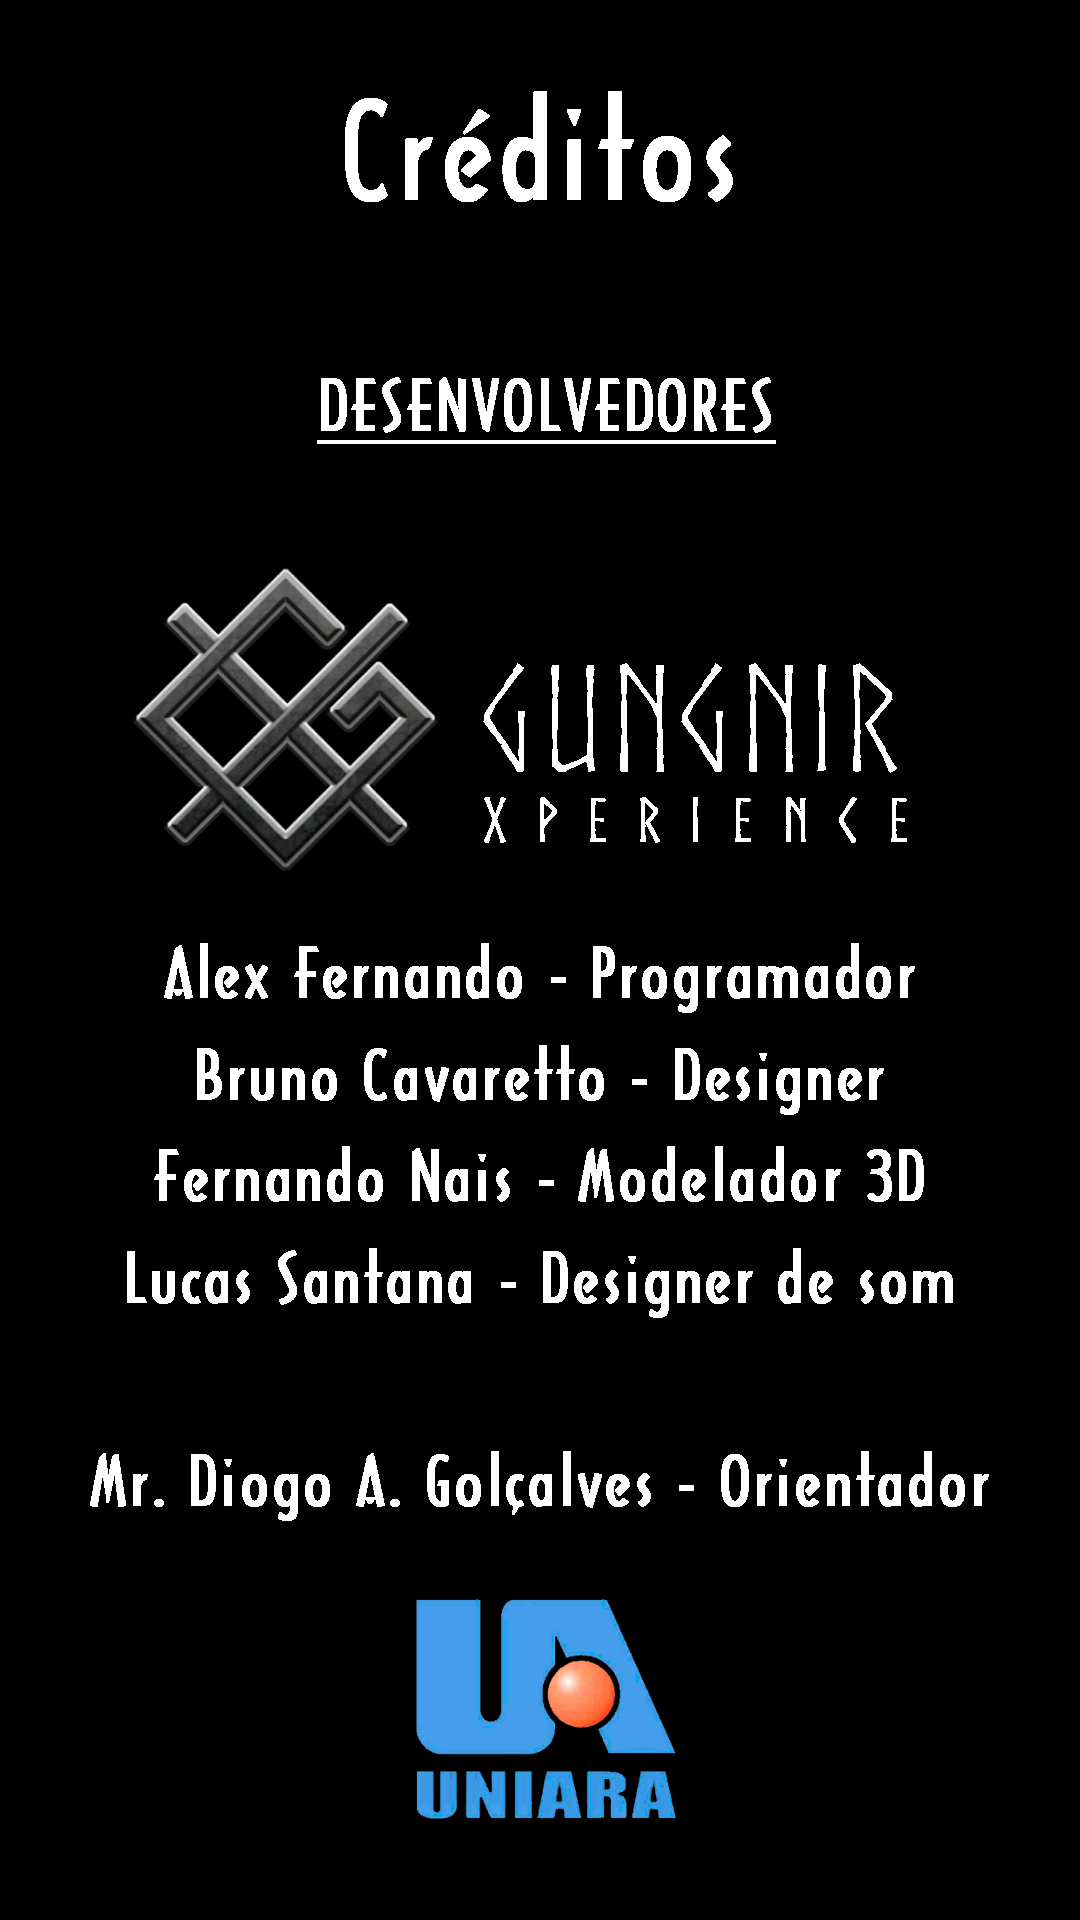 Créditos
DESENVOLVEDORES
GUNGNIR
XPERIENCE
Alex Fernando - Programador
Bruno Cavaretto - Designer
Fernando Nais - Modelador 3D
Lucas Santana - Designer de som
Mr. Diogo A. Golçalves - Orientador
UA
UNIARA